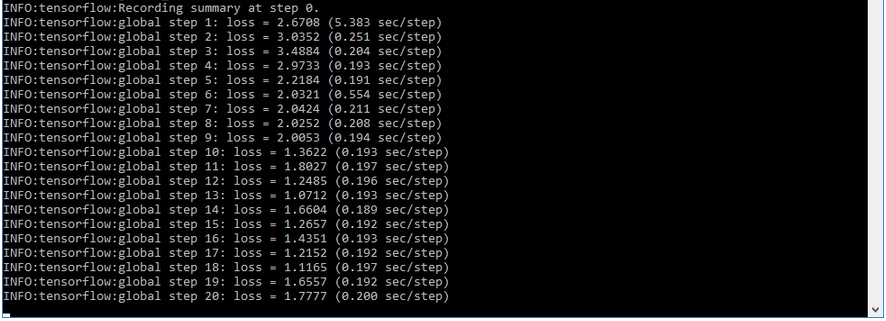 INFO:tensorflow:Recording summary at step 0.
INFO:tensorflow:global step 1: loss = 2.6708 (5.383 sec/step)
INFO:tensorflow:global step 2: loss = 3.0352 (0.251 sec/step)
INFO:tensorflow:global step 3: loss = 3.4884 (0.204 sec/step)
INFO:tensorflow:global step 4: loss = 2.9733 (0.193 sec/step)
INFO:tensorflow:global step 5: loss = 2.2184 (0.191 sec/step)
INFO:tensorflow:global step 6: loss = 2.0321 (0.554 sec/step)
INFO:tensorflow:global step 7: loss = 2.0424 (0.211 sec/step)
INFO:tensorflow:global step 8: loss = 2.0252 (0.208 sec/step)
INFO:tensorflow:global step 9: loss = 2.0053 (0.194 sec/step)
INFO:tensorflow:global step 10: loss = 1.3622 (0.193 sec/step)
INFO:tensorflow:global step 11: loss = 1.8027 (0.197 sec/step)
INFO:tensorflow:global step 12: loss = 1.2485 (0.196 sec/step)
INFO:tensorflow:global step 13: loss = 1.0712 (0.193 sec/step)
INFO:tensorflow:global step 14: loss = 1.6604 (0.189 sec/step)
INFO:tensorflow:global step 15: loss = 1.2657 (0.192 sec/step)
INFO:tensorflow:global step 16: loss = 1.4351 (0.193 sec/step)
INFO:tensorflow:global step 17: loss = 1.2152 (0.192 sec/step)
INFO:tensorflow:global step 18: loss = 1.1165 (0.197 sec/step)
INFO:tensorflow:global step 19: loss = 1.6557 (0.192 sec/step)
INFO:tensorflow:global step 20: loss = 1.7777 (0.200 sec/step)